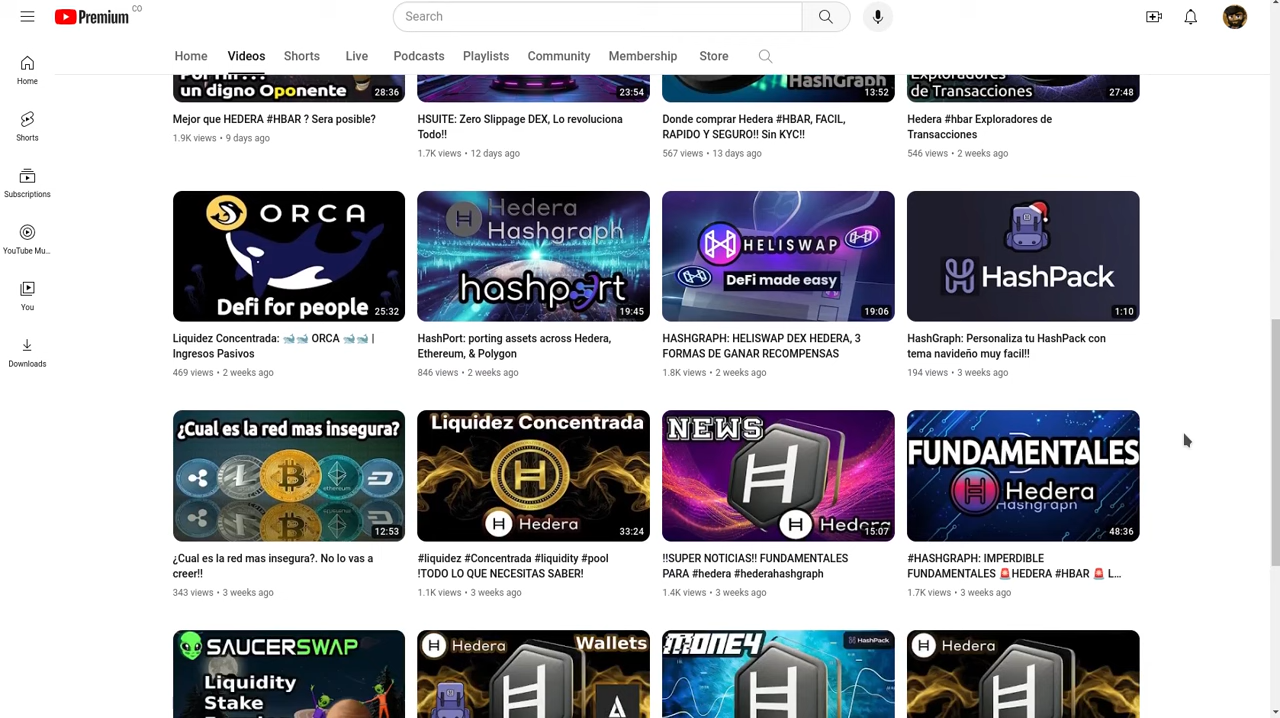 Premium CO
Search
Home Videos Shorts Live Podcasts Playlists Community Membership Store
Home
Shorts
Subscriptions
YouTube Mu...
You
Downloads
un digno Oponente
28:36
Mejor que HEDERA #HBAR ? Sera posible?
1.9K views • 9 days ago
23:54
HSUITE: Zero Slippage DEX, Lo revoluciona
Todo!!
1.7K views • 12 days ago
HashGraph
13:52
Donde comprar Hedera #HBAR, FACIL,
RAPIDO Y SEGURO!! Sin KYC!!
567 views • 13 days ago
Exploradores
de Transacciones
27:48
Hedera #hbar Exploradores de
Transacciones
546 views • 2 weeks ago
ORCA
Defi for people
25:32
Liquidez Concentrada: 🐋🐋 ORCA 🐋🐋 |
Ingresos Pasivos
469 views • 2 weeks ago
Hedera
Hashgraph
hashport
19:45
HashPort: porting assets across Hedera,
Ethereum, & Polygon
846 views • 2 weeks ago
HELISWAP
DeFi made easy
19:06
HASHGRAPH: HELISWAP DEX HEDERA, 3
FORMAS DE GANAR RECOMPENSAS
1.8K views • 2 weeks ago
HashPack
1:10
HashGraph: Personaliza tu HashPack con
tema navideño muy facil!!
194 views • 3 weeks ago
¿Cual es la red mas insegura?
12:53
¿Cual es la red mas insegura?. No lo vas a
creer!!
343 views • 3 weeks ago
Liquidez Concentrada
Hedera
33:24
#liquidez #Concentrada #liquidity #pool
!TODO LO QUE NECESITAS SABER!
1.1K views • 3 weeks ago
NEWS
Hedera
15:07
!!SUPER NOTICIAS!! FUNDAMENTALES
PARA #hedera #hederahashgraph
1.4K views • 3 weeks ago
FUNDAMENTALES
Hedera
Hashgraph
48:36
#HASHGRAPH: IMPERDIBLE
FUNDAMENTALES 🚨HEDERA #HBAR 🚨 L...
1.7K views • 3 weeks ago
SAUCERSWAP
Liquidity
Stake
Hedera Wallets
MONEY
HashPack
Hedera